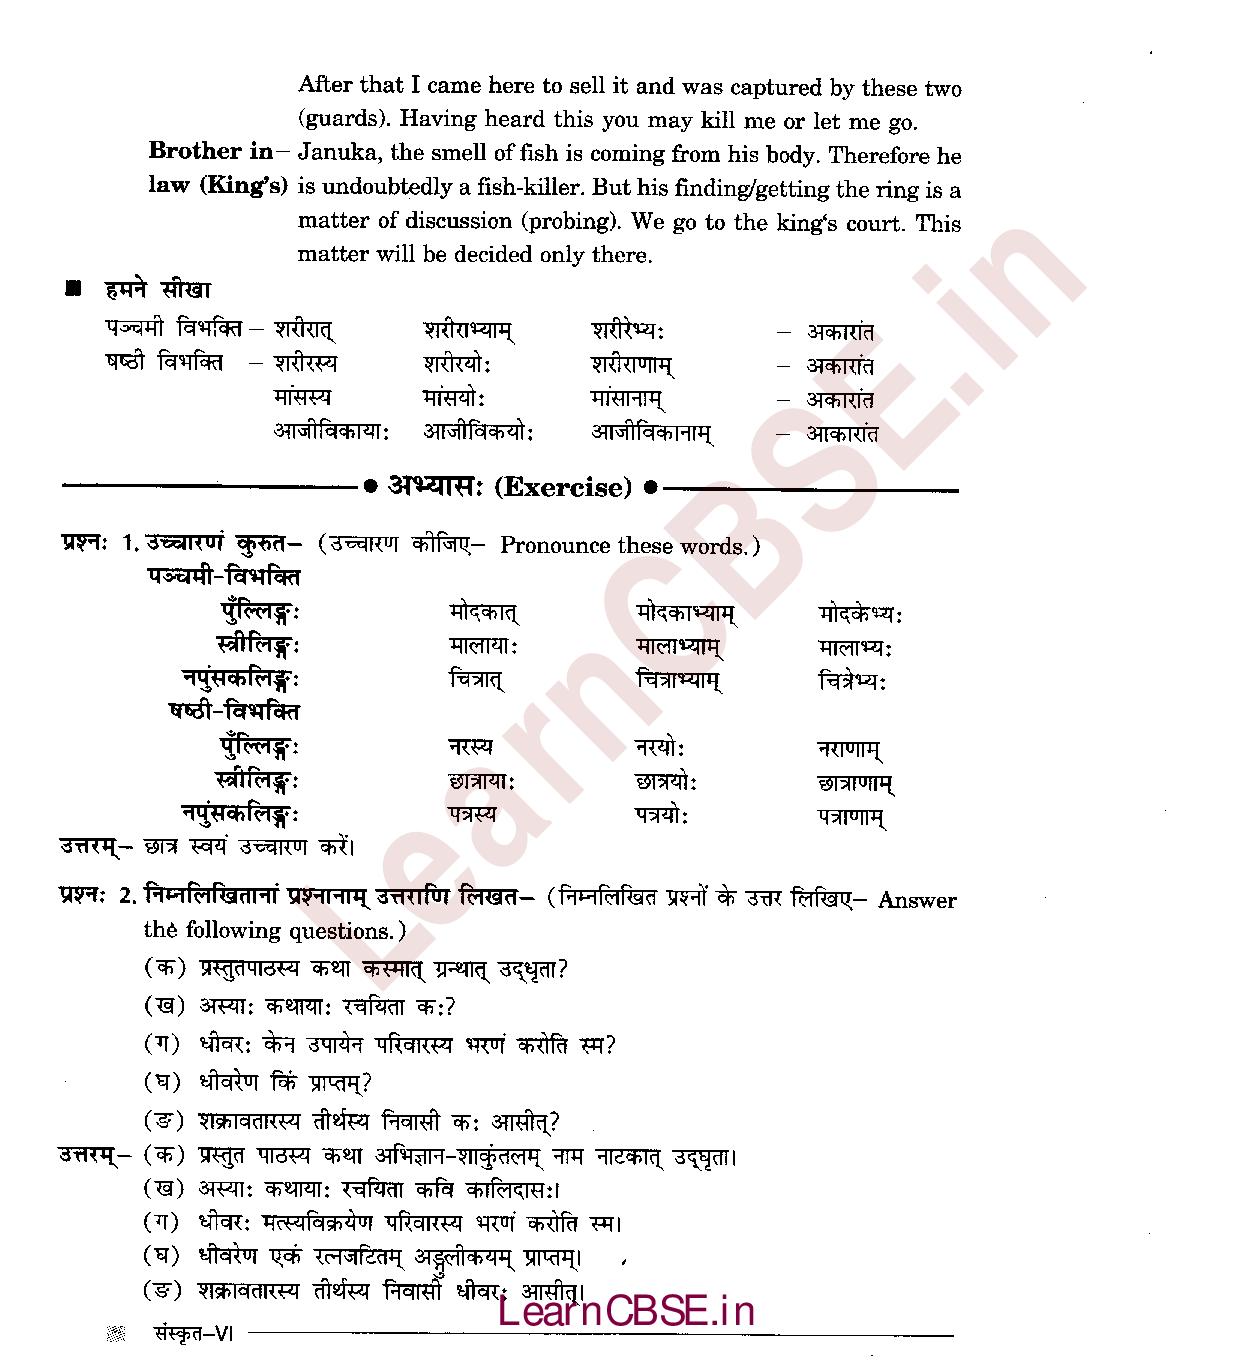 After that I came here to sell it and was captured by these two
(guards). Having heard this you may kill me or let me go.
Brother in– Januka, the smell of fish is coming from his body. Therefore he
law (King's) is undoubtedly a fish-killer. But his finding/getting the ring is a
matter of discussion (probing). We go to the king's court. This
matter will be decided only there.
■ हमने सीखा
पञ्चमी विभक्ति – शरीरात् शरीराभ्याम् शरीरेभ्यः – अकारांत
षष्ठी विभक्ति – शरीरस्य शरीरयोः शरीराणाम् – अकारांत
मांसस्य मांसयोः मांसानाम् – अकारांत
आजीविकायाः आजीविकयोः आजीविकानाम् – आकारांत
● अभ्यासः (Exercise) ●
प्रश्नः 1. उच्चारणं कुरुत– (उच्चारण कीजिए– Pronounce these words.)
पञ्चमी-विभक्ति
पुँल्लिङ्गः मोदकात् मोदकाभ्याम् मोदकेभ्यः
स्त्रीलिङ्गः मालायाः मालाभ्याम् मालाभ्यः
नपुंसकलिङ्गः चित्रात् चित्राभ्याम् चित्रेभ्यः
षष्ठी-विभक्ति
पुँल्लिङ्गः नरस्य नरयोः नराणाम्
स्त्रीलिङ्गः छात्रायाः छात्रयोः छात्राणाम्
नपुंसकलिङ्गः पत्रस्य पत्रयोः पत्राणाम्
उत्तरम्– छात्र स्वयं उच्चारण करें।
प्रश्नः 2. निम्नलिखितानां प्रश्नानाम् उत्तराणि लिखत– (निम्नलिखित प्रश्नों के उत्तर लिखिए– Answer
the following questions.)
(क) प्रस्तुतपाठस्य कथा कस्मात् ग्रन्थात् उद्धृता?
(ख) अस्याः कथायाः रचयिता कः?
(ग) धीवरः केन उपायेन परिवारस्य भरणं करोति स्म?
(घ) धीवरेण किं प्राप्तम्?
(ङ) शक्रावतारस्य तीर्थस्य निवासी कः आसीत्?
उत्तरम्– (क) प्रस्तुत पाठस्य कथा अभिज्ञान-शाकुंतलम् नाम नाटकात् उद्घृता।
(ख) अस्याः कथायाः रचयिता कवि कालिदासः।
(ग) धीवरः मत्स्यविक्रयेण परिवारस्य भरणं करोति स्म।
(घ) धीवरेण एकं रत्नजटितम् अङ्गुलीकयम् प्राप्तम्।
(ङ) शक्रावतारस्य तीर्थस्य निवासी धीवरः आसीत्।
LearnCBSE.in
संस्कृत–VI
LearnCBSE.in